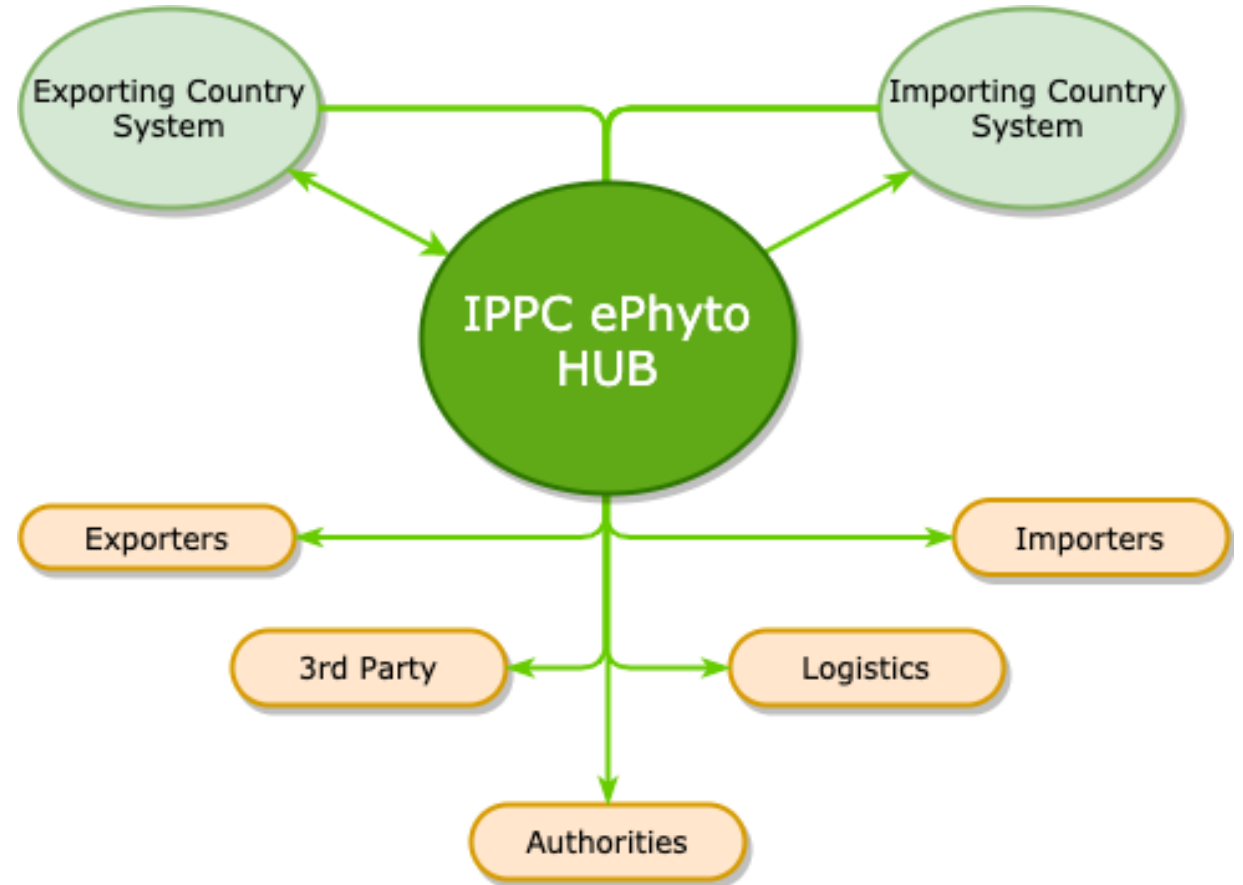 Exporting Country
System
Importing Country
System
IPPC ePhyto
HUB
Exporters
Importers
3rd Party
Logistics
Authorities